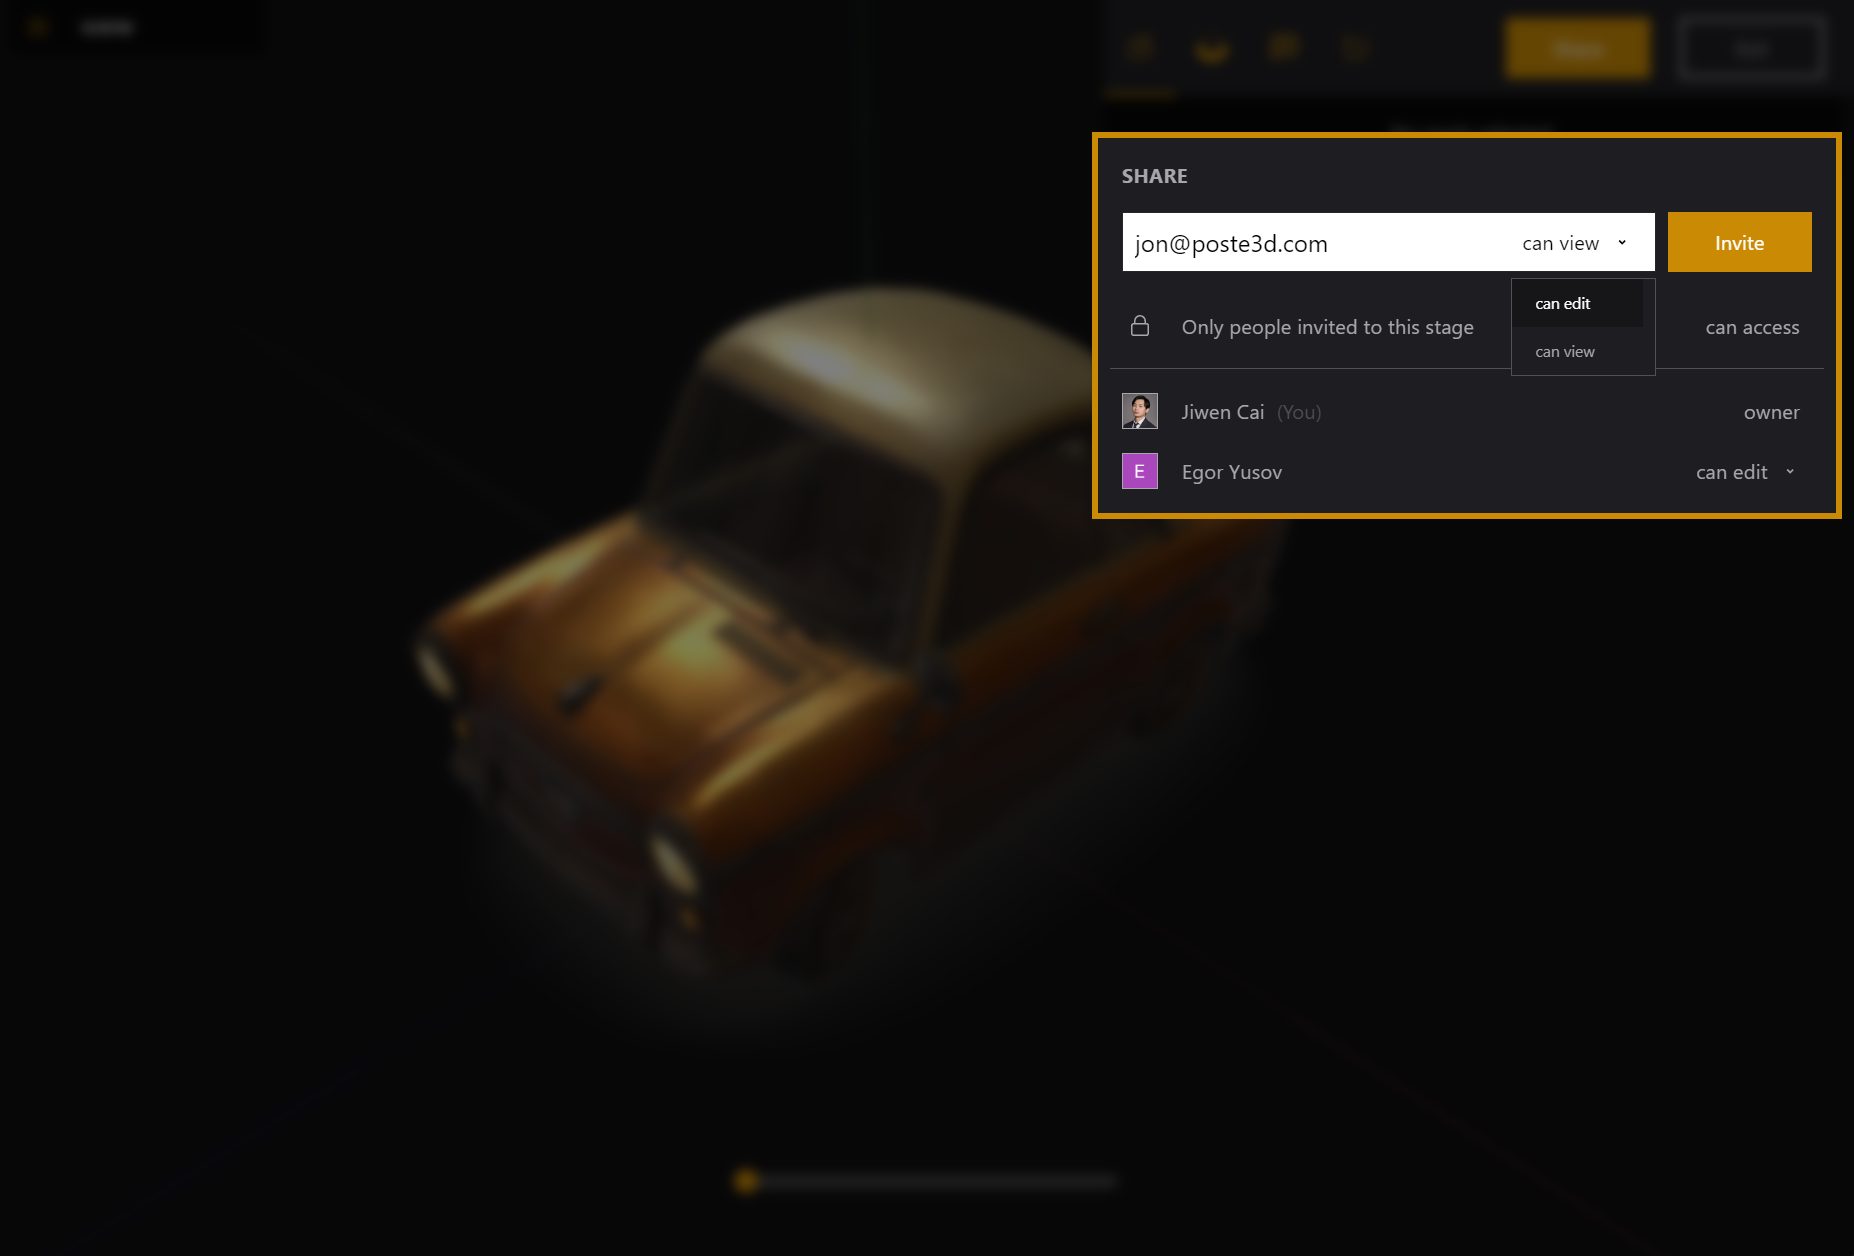 SHARE
jon@poste3d.com can view Invite
can edit
Only people invited to this stage can access
can view
Jiwen Cai (You) owner
E Egor Yusov can edit